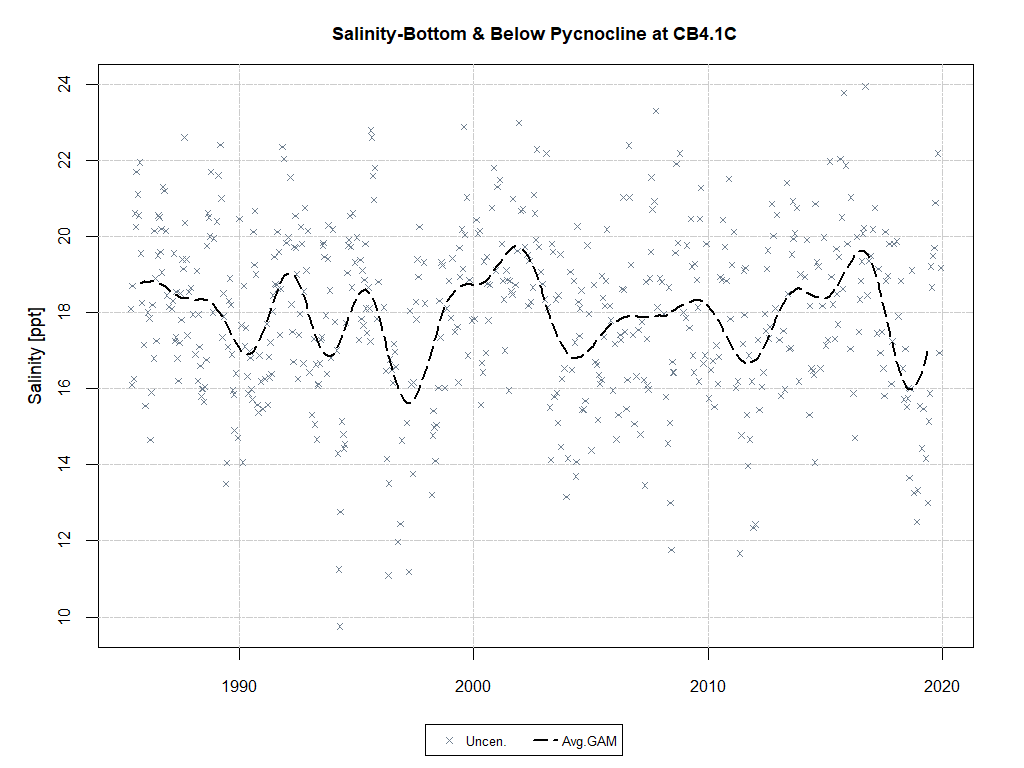 Salinity-Bottom & Below Pycnocline at CB4.1C
Salinity [ppt]
24
22
20
18
16
14
12
10
1990 2000 2010 2020
Uncen. Avg.GAM